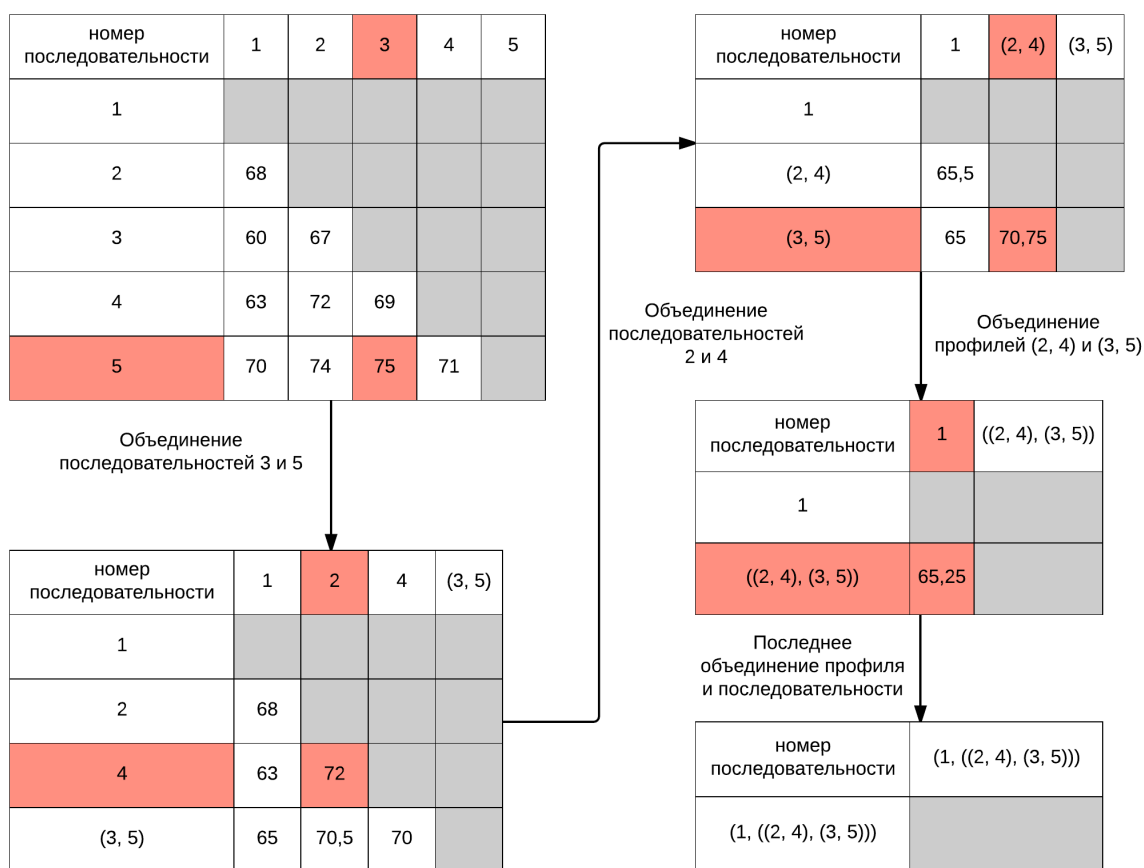 номер
последовательности 1 2 3 4 5
1
2 68
3 60 67
4 63 72 69
5 70 74 75 71
Объединение
последовательностей 3 и 5
номер
последовательности 1 2 4 (3, 5)
1
2 68
4 63 72
(3, 5) 65 70,5 70
Объединение
последовательностей
2 и 4
номер
последовательности 1 (2, 4) (3, 5)
1
(2, 4) 65,5
(3, 5) 65 70,75
Объединение
профилей (2, 4) и (3, 5)
номер
последовательности 1 ((2, 4), (3, 5))
1
((2, 4), (3, 5)) 65,25
Последнее
объединение профиля
и последовательности
номер
последовательности (1, ((2, 4), (3, 5)))
(1, ((2, 4), (3, 5)))